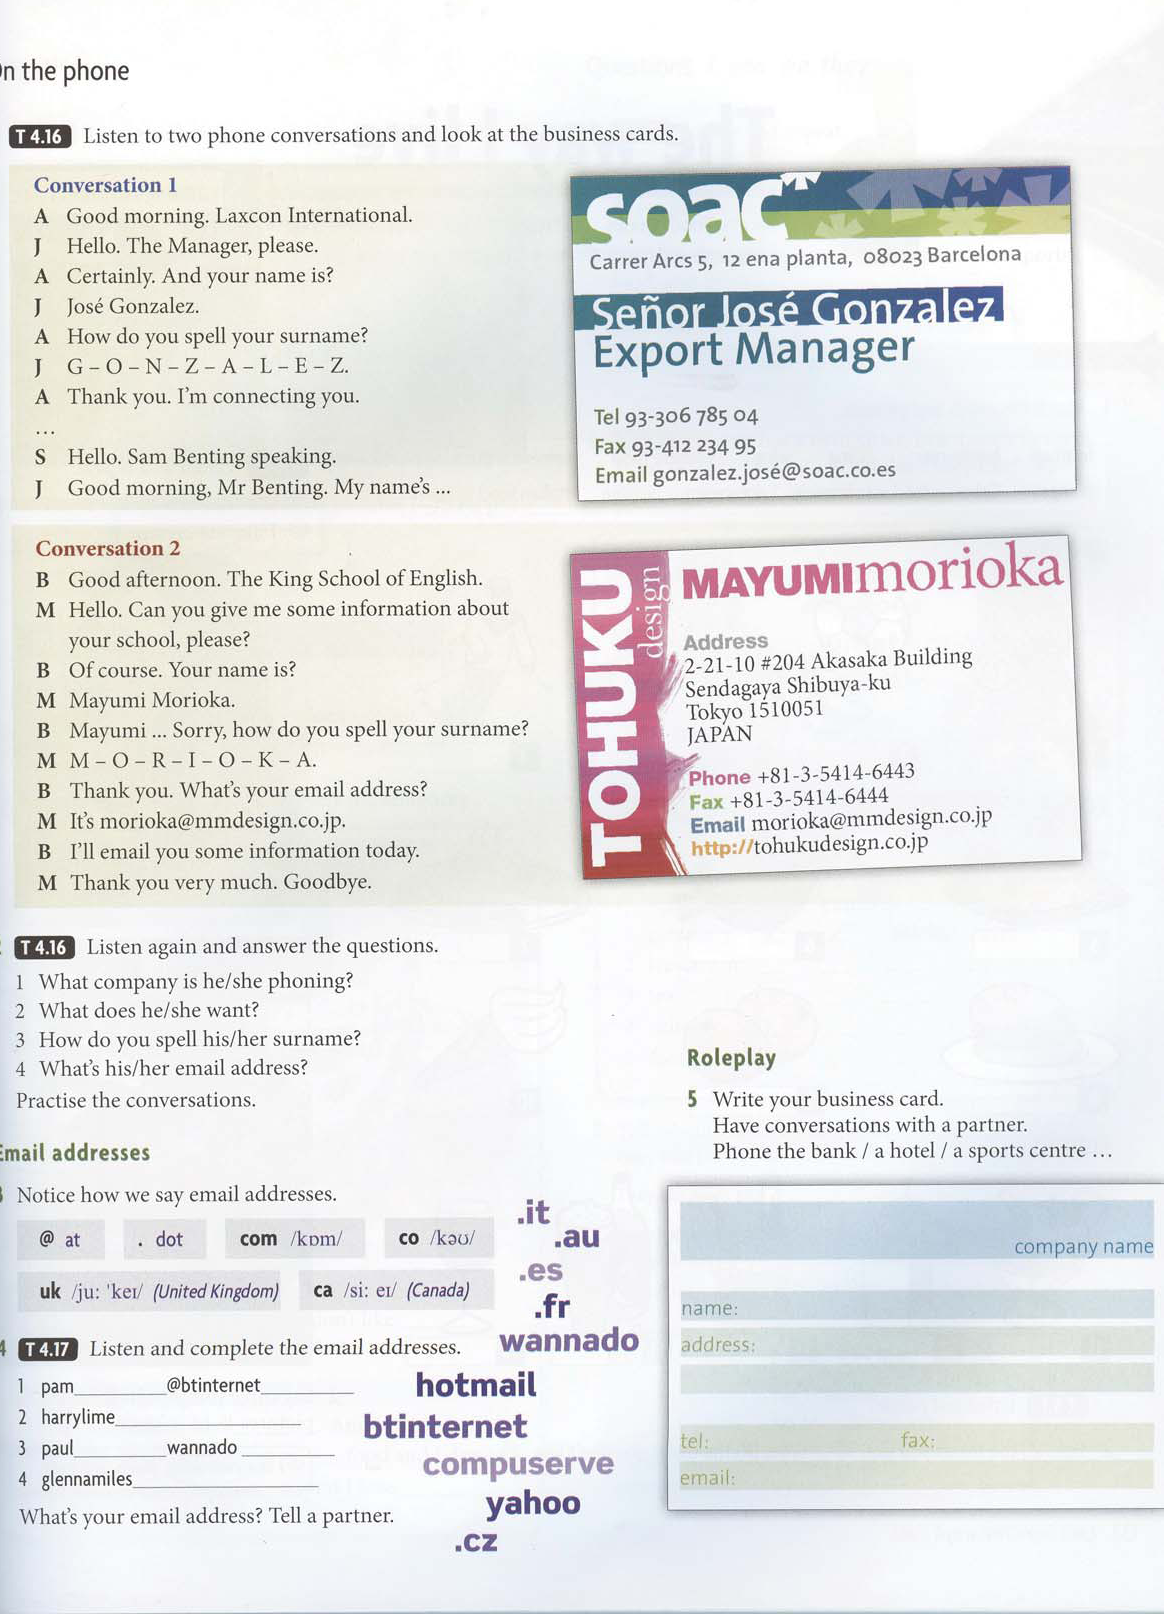 On the phone
T 4.16 Listen to two phone conversations and look at the business cards.
Conversation 1
A Good morning. Laxcon International.
J Hello. The Manager, please.
A Certainly. And your name is?
J José Gonzalez.
A How do you spell your surname?
J G – O – N – Z – A – L – E – Z.
A Thank you. I'm connecting you.
...
S Hello. Sam Benting speaking.
J Good morning, Mr Benting. My name's ...
soac
Carrer Arcs 5, 12 ena planta, 08023 Barcelona
Señor José Gonzalez
Export Manager
Tel 93-306 785 04
Fax 93-412 234 95
Email gonzalez.josé@soac.co.es
Conversation 2
B Good afternoon. The King School of English.
M Hello. Can you give me some information about
your school, please?
B Of course. Your name is?
M Mayumi Morioka.
B Mayumi ... Sorry, how do you spell your surname?
M M – O – R – I – O – K – A.
B Thank you. What's your email address?
M It's morioka@mmdesign.co.jp.
B I'll email you some information today.
M Thank you very much. Goodbye.
TOHUKU
design
MAYUMImorioka
Address
2-21-10 #204 Akasaka Building
Sendagaya Shibuya-ku
Tokyo 1510051
JAPAN
Phone +81-3-5414-6443
Fax +81-3-5414-6444
Email morioka@mmdesign.co.jp
http://tohukudesign.co.jp
T 4.16 Listen again and answer the questions.
1 What company is he/she phoning?
2 What does he/she want?
3 How do you spell his/her surname?
4 What's his/her email address?
Practise the conversations.
Email addresses
Notice how we say email addresses.
@ at . dot com /kɒm/ co /kəʊ/
uk /juː ˈkeɪ/ (United Kingdom) ca /siː eɪ/ (Canada)
4 T 4.17 Listen and complete the email addresses.
1 pam_________@btinternet_________
2 harrylime__________________
3 paul_________wannado_________
4 glennamiles__________________
What's your email address? Tell a partner.
.it
.au
.es
.fr
wannado
hotmail
btinternet
compuserve
yahoo
.cz
Roleplay
5 Write your business card.
Have conversations with a partner.
Phone the bank / a hotel / a sports centre ...
company name
name:
address:
tel: fax:
email: